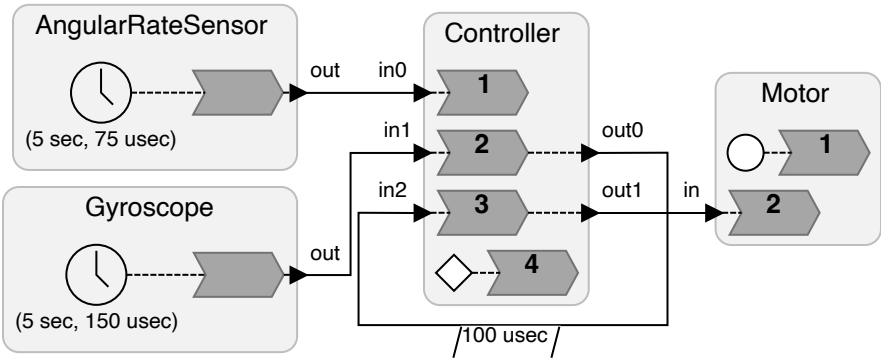 AngularRateSensor
(5 sec, 75 usec)
out
Gyroscope
(5 sec, 150 usec)
out
Controller
in0
1
in1
2
out0
in2
3
out1
4
100 usec
Motor
1
in
2